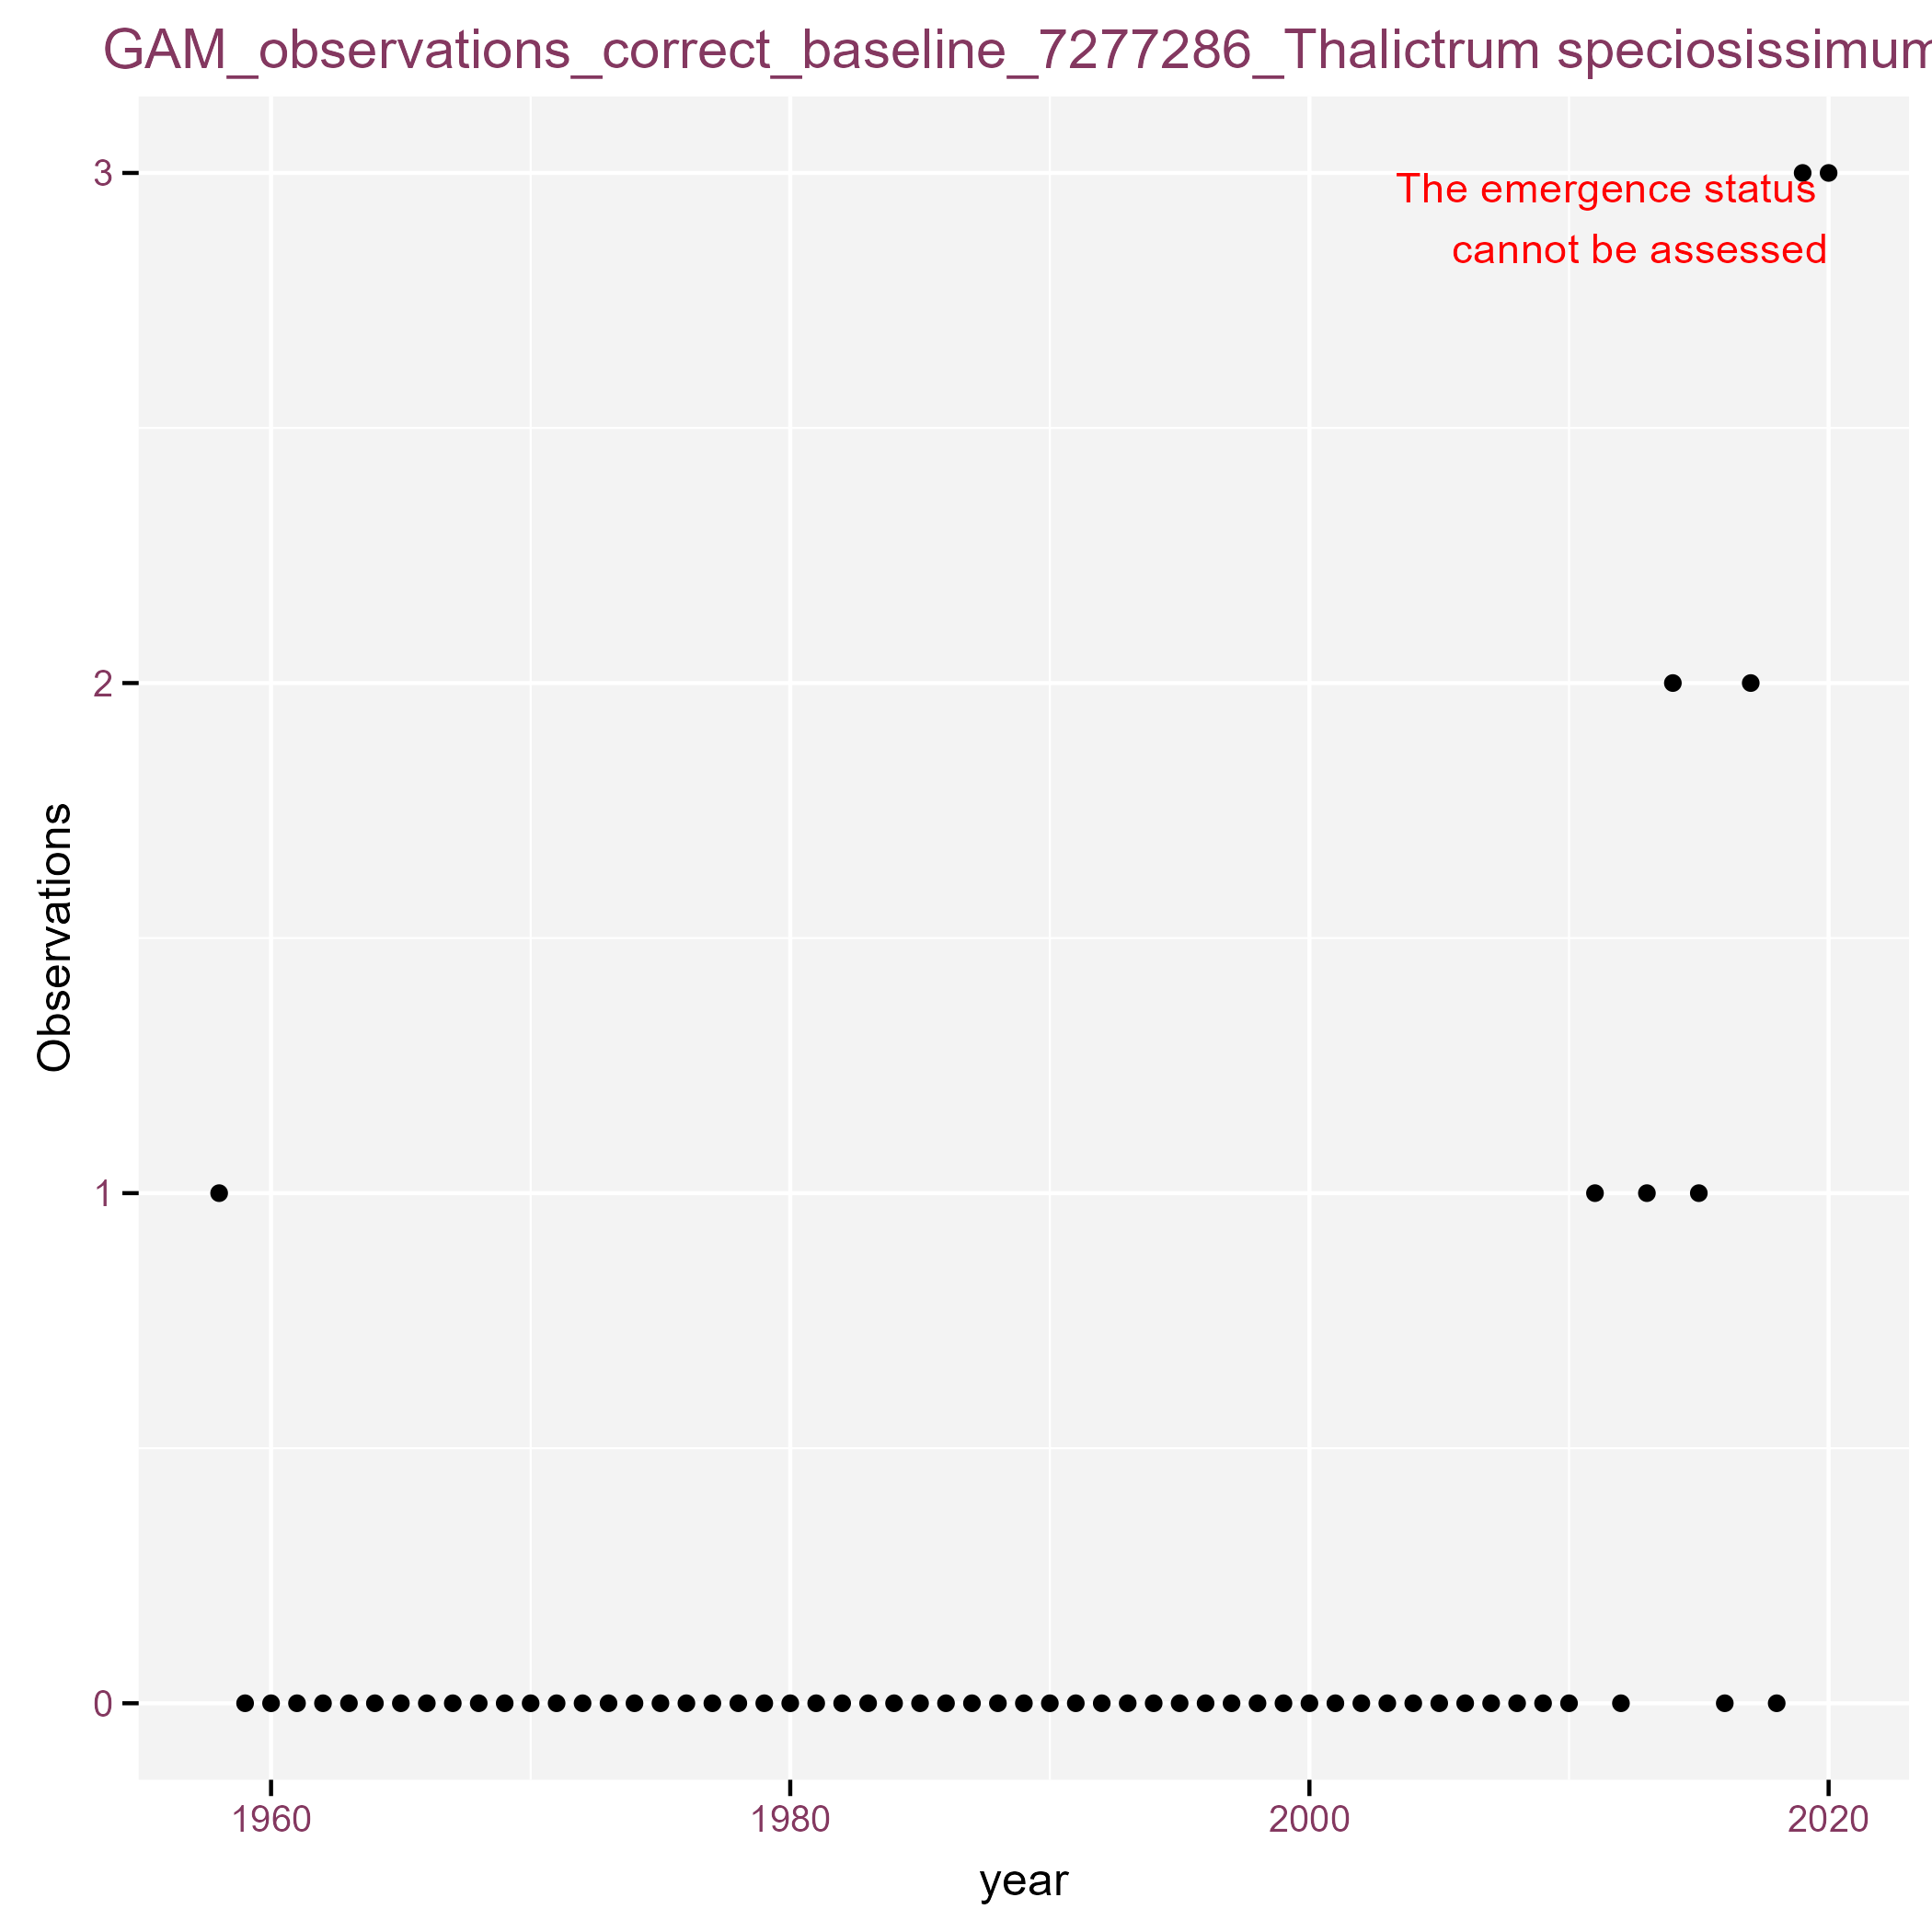 GAM_observations_correct_baseline_7277286_Thalictrum speciosissimum
3
The emergence status
cannot be assessed
2
Observations
1
0
1960 1980 2000 2020
year